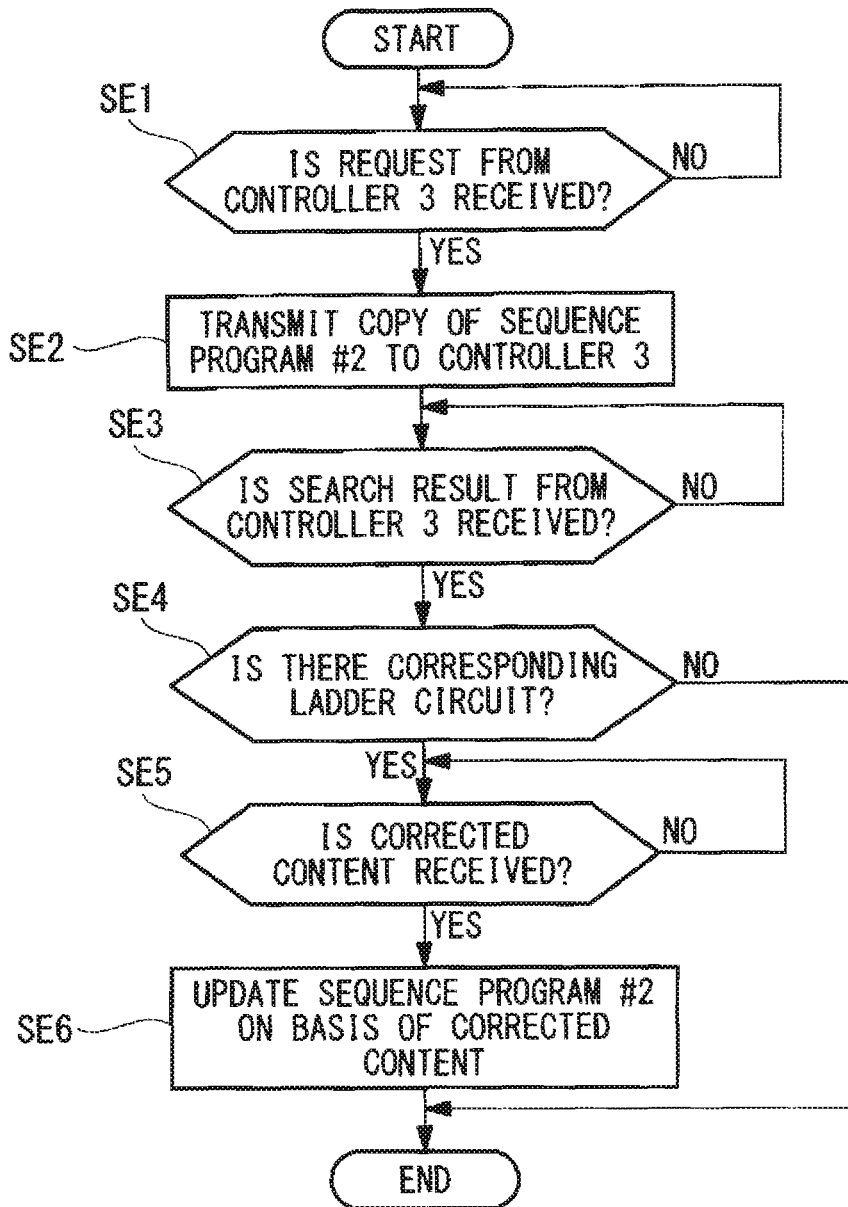 START
SE1
IS REQUEST FROM
CONTROLLER 3 RECEIVED?
NO
YES
SE2
TRANSMIT COPY OF SEQUENCE
PROGRAM #2 TO CONTROLLER 3
SE3
IS SEARCH RESULT FROM
CONTROLLER 3 RECEIVED?
NO
YES
SE4
IS THERE CORRESPONDING
LADDER CIRCUIT?
NO
YES
SE5
IS CORRECTED
CONTENT RECEIVED?
NO
YES
SE6
UPDATE SEQUENCE PROGRAM #2
ON BASIS OF CORRECTED
CONTENT
END